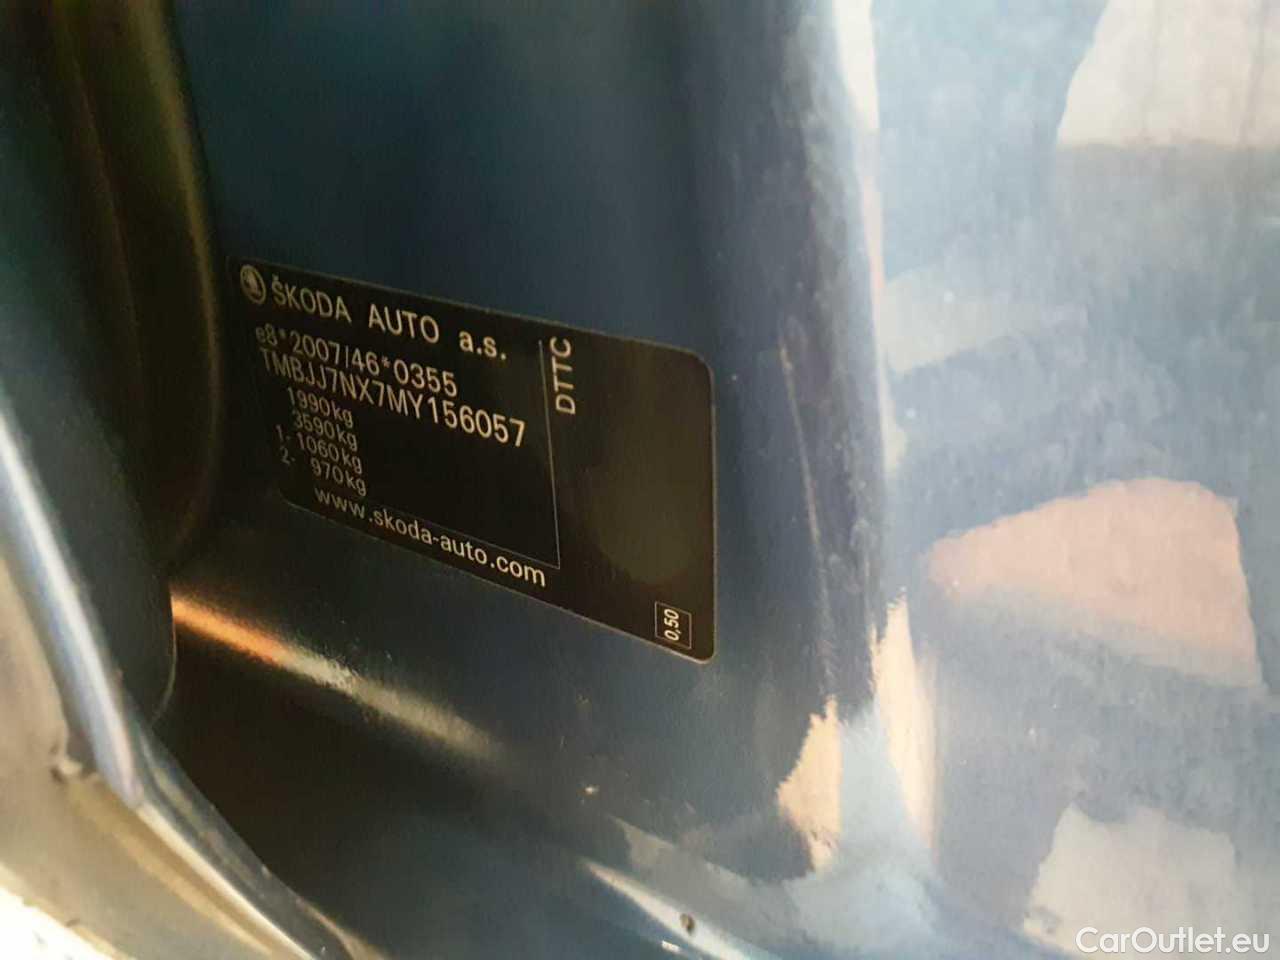 ŠKODA AUTO a.s.
e8*2007/46*0355
TMBJJ7NX7MY156057
1990kg
3590kg
1- 1060kg
2- 970kg
www.skoda-auto.com
DTTC
0,50
CarOutlet.eu